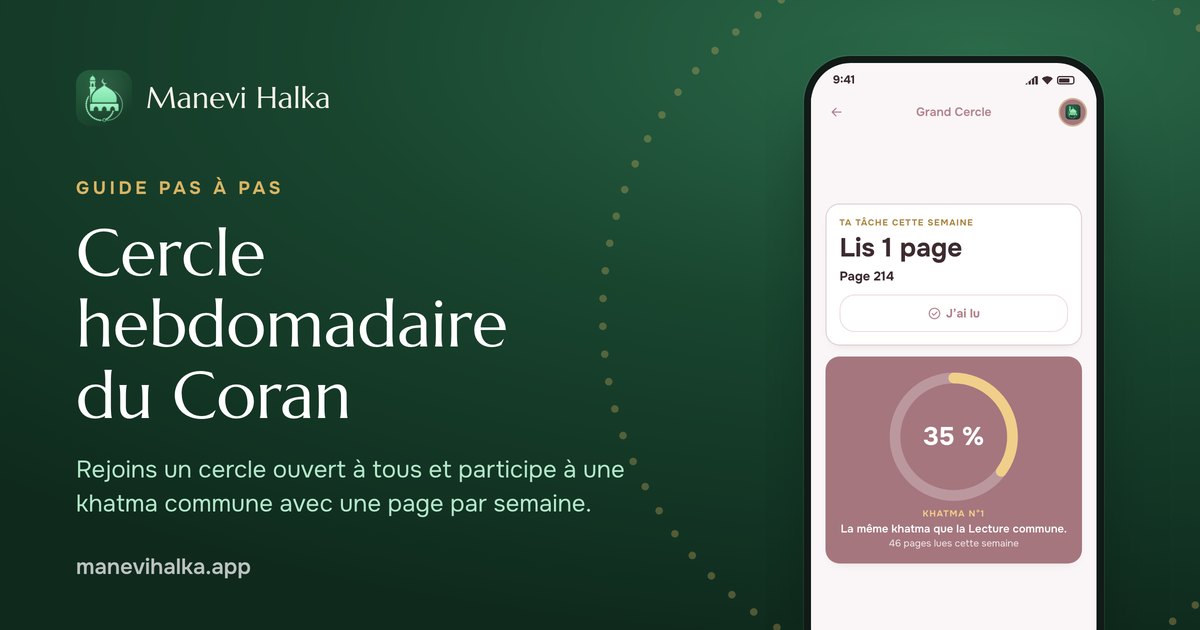 Manevi Halka
GUIDE PAS À PAS
Cercle
hebdomadaire
du Coran
Rejoins un cercle ouvert à tous et participe à une
khatma commune avec une page par semaine.
manevihalka.app
9:41
Grand Cercle
TA TÂCHE CETTE SEMAINE
Lis 1 page
Page 214
J'ai lu
35 %
KHATMA N°1
La même khatma que la Lecture commune.
46 pages lues cette semaine